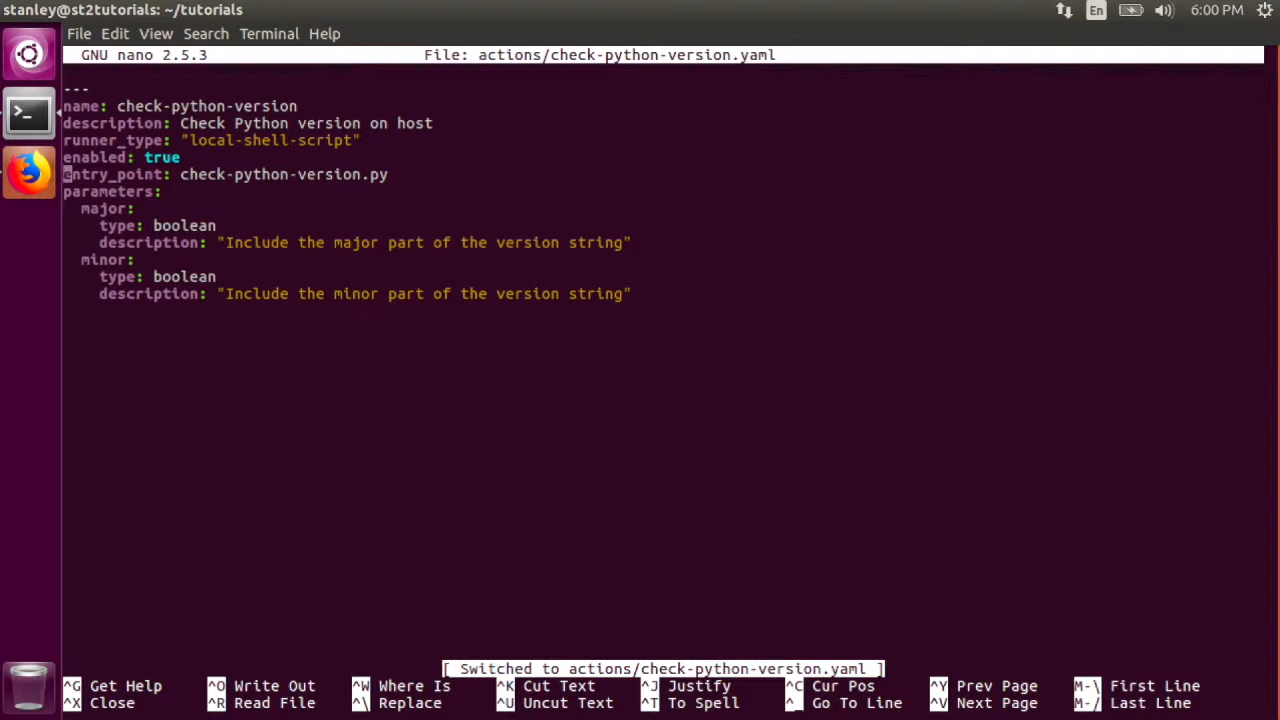 stanley@st2tutorials: ~/tutorials En 6:00 PM
File Edit View Search Terminal Help
GNU nano 2.5.3 File: actions/check-python-version.yaml
---
name: check-python-version
description: Check Python version on host
runner_type: "local-shell-script"
enabled: true
entry_point: check-python-version.py
parameters:
  major:
    type: boolean
    description: "Include the major part of the version string"
  minor:
    type: boolean
    description: "Include the minor part of the version string"
[ Switched to actions/check-python-version.yaml ]
^G Get Help ^O Write Out ^W Where Is ^K Cut Text ^J Justify ^C Cur Pos ^Y Prev Page M-\ First Line
^X Close ^R Read File ^\ Replace ^U Uncut Text ^T To Spell ^_ Go To Line ^V Next Page M-/ Last Line